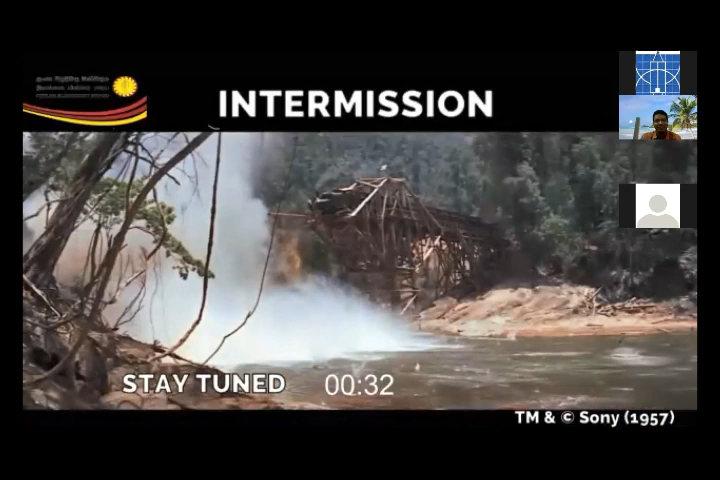 INTERMISSION
STAY TUNED
00:32
TM & © Sony (1957)